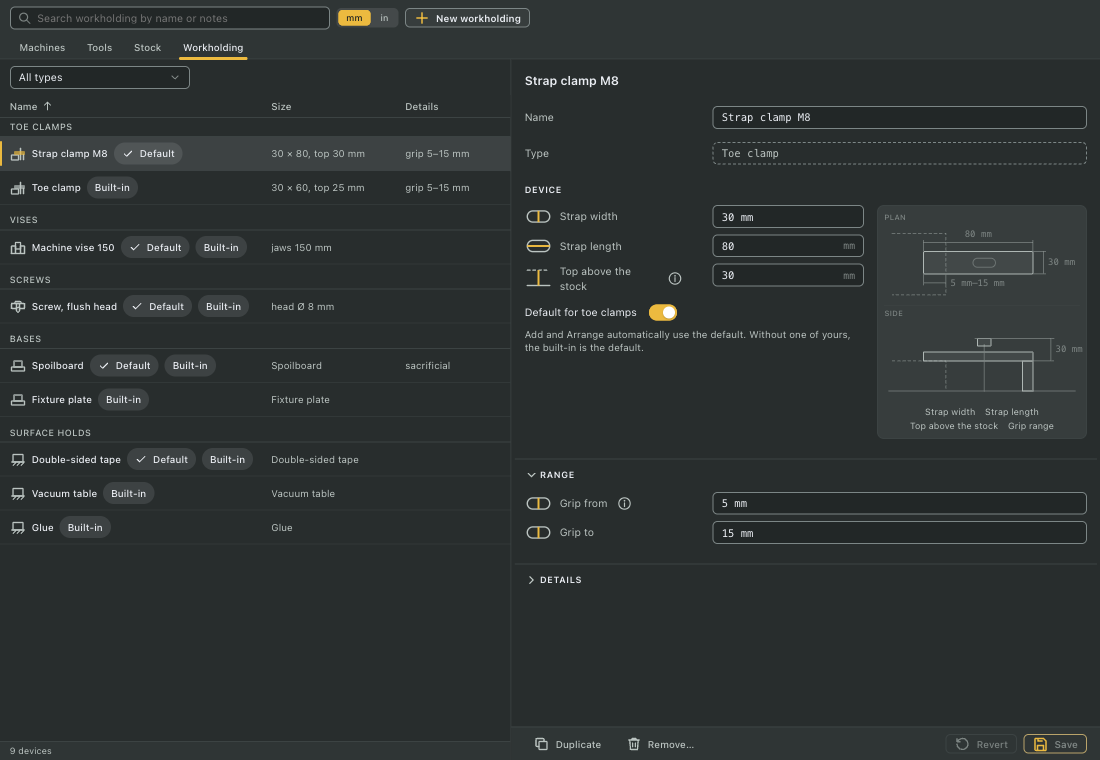 Search workholding by name or notes
mm in
New workholding
Machines Tools Stock Workholding
All types
Name Size Details
TOE CLAMPS
Strap clamp M8 Default 30 × 80, top 30 mm grip 5–15 mm
Toe clamp Built-in 30 × 60, top 25 mm grip 5–15 mm
VISES
Machine vise 150 Default Built-in jaws 150 mm
SCREWS
Screw, flush head Default Built-in head Ø 8 mm
BASES
Spoilboard Default Built-in Spoilboard sacrificial
Fixture plate Built-in Fixture plate
SURFACE HOLDS
Double-sided tape Default Built-in Double-sided tape
Vacuum table Built-in Vacuum table
Glue Built-in Glue
9 devices
Strap clamp M8
Name Strap clamp M8
Type Toe clamp
DEVICE
Strap width 30 mm
Strap length 80 mm
Top above the
stock
30 mm
Default for toe clamps
Add and Arrange automatically use the default. Without one of yours,
the built-in is the default.
PLAN
80 mm
30 mm
5 mm–15 mm
SIDE
30 mm
Strap width Strap length
Top above the stock Grip range
RANGE
Grip from 5 mm
Grip to 15 mm
DETAILS
Duplicate Remove... Revert Save